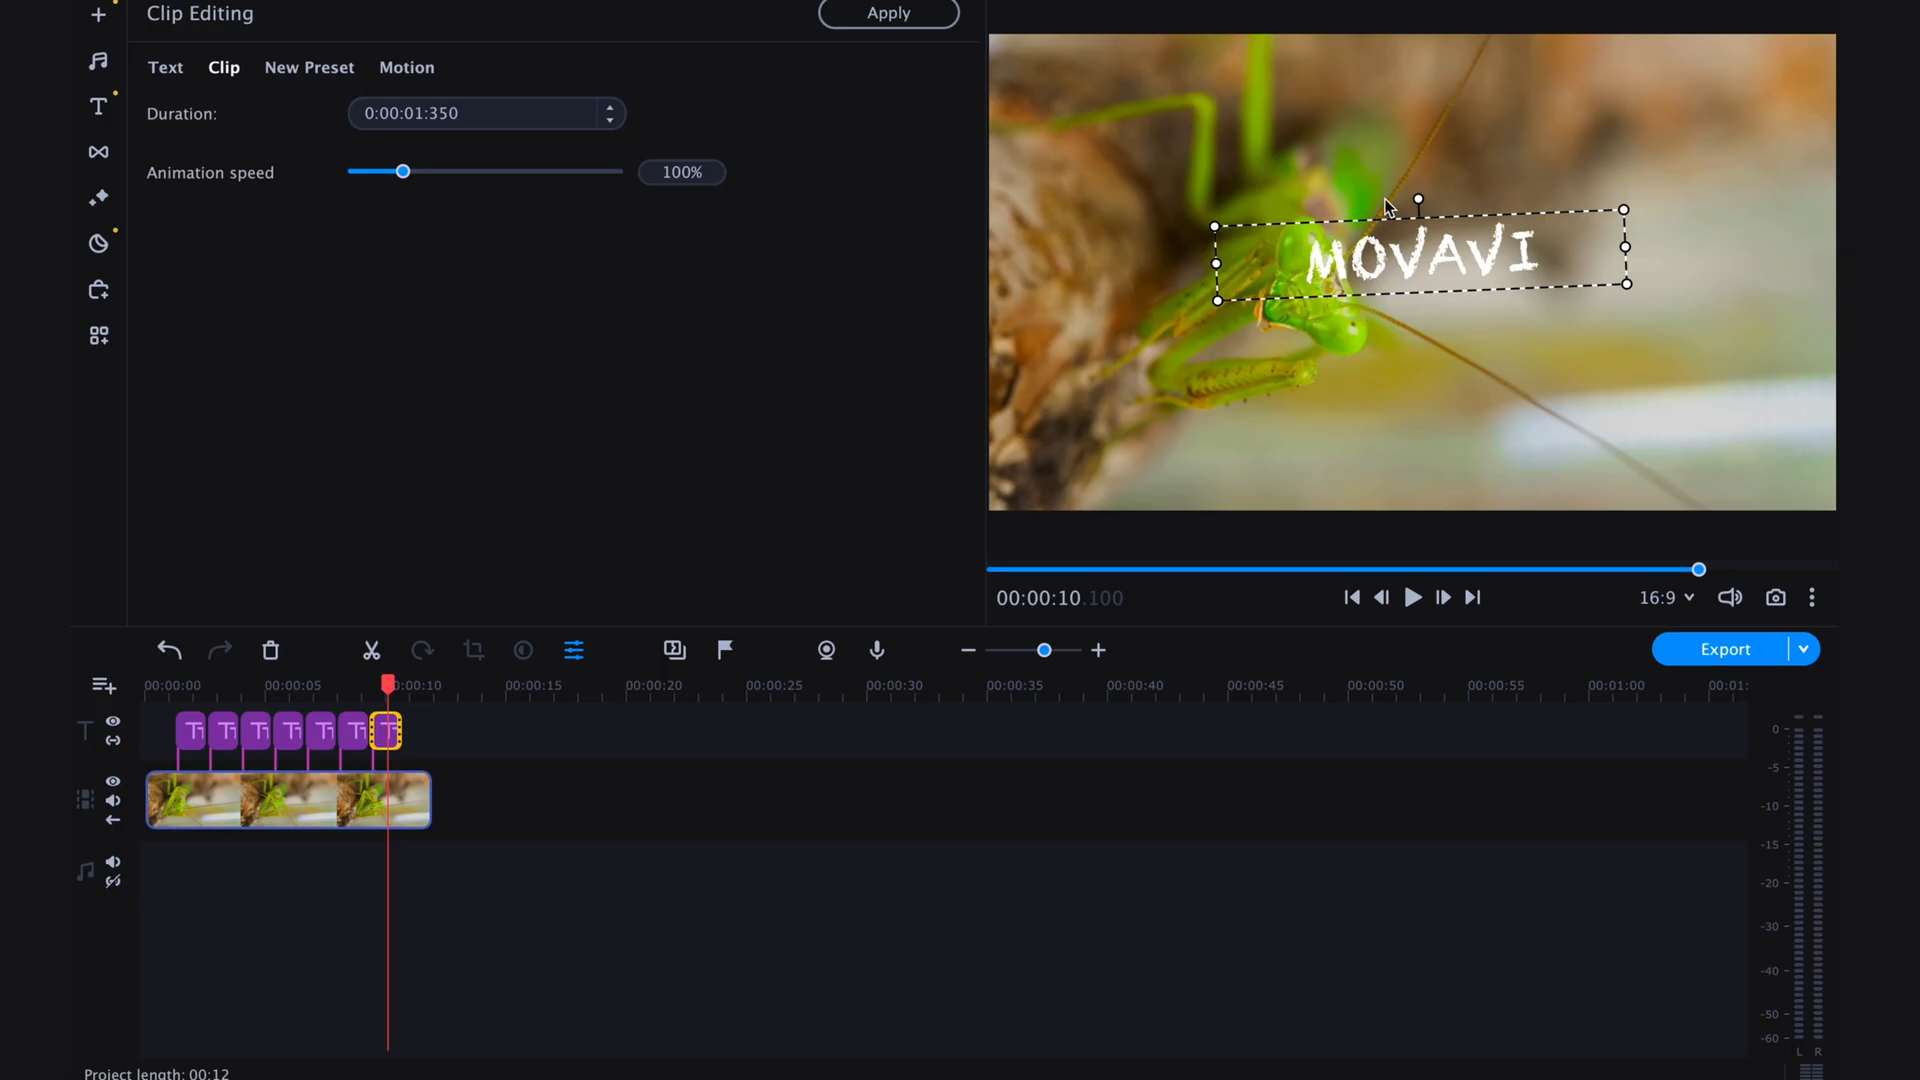 Clip Editing
Apply
Text Clip New Preset Motion
Duration: 0:00:01:350
Animation speed 100%
MOVAVI
00:00:10.100
16:9
Export
00:00:00 00:00:05 00:00:10 00:00:15 00:00:20 00:00:25 00:00:30 00:00:35 00:00:40 00:00:45 00:00:50 00:00:55 00:01:00 00:01:
0
-5
-10
-15
-20
-30
-40
-50
-60
L R
Project length: 00:12